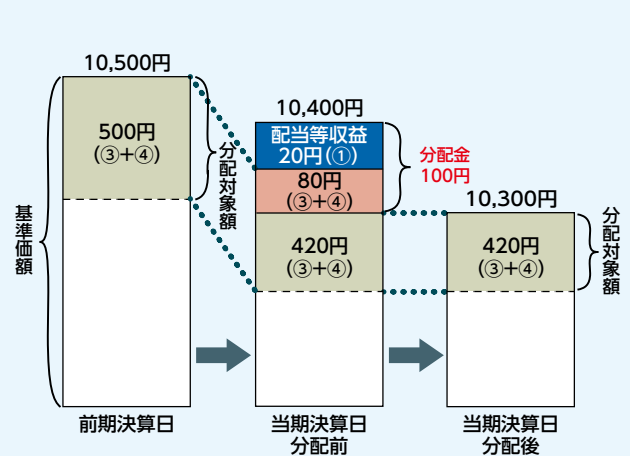 10,500円
500円
(③+④)
分配対象額
基準価額
前期決算日
10,400円
配当等収益
20円(①)
80円
(③+④)
420円
(③+④)
分配金
100円
当期決算日
分配前
10,300円
420円
(③+④)
分配対象額
当期決算日
分配後